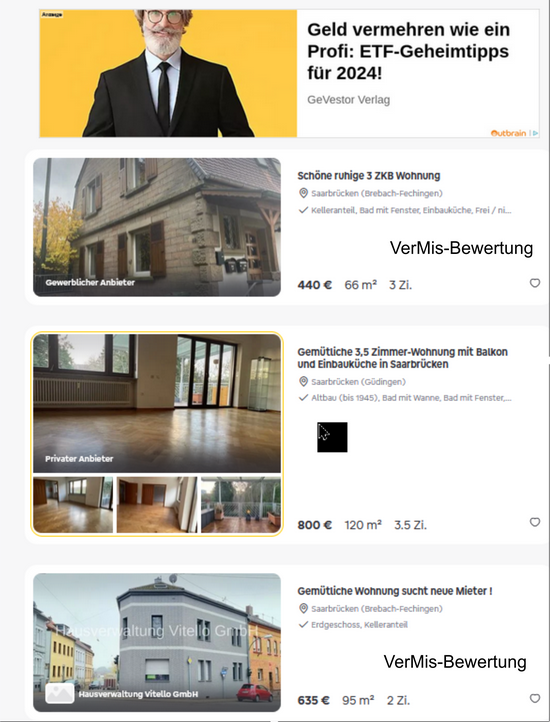 Anzeige
Geld vermehren wie ein
Profi: ETF-Geheimtipps
für 2024!
GeVestor Verlag
Outbrain
Schöne ruhige 3 ZKB Wohnung
Saarbrücken (Brebach-Fechingen)
Kelleranteil, Bad mit Fenster, Einbauküche, Frei / ni...
VerMis-Bewertung
Gewerblicher Anbieter
440 € 66 m² 3 Zi.
Gemütliche 3,5 Zimmer-Wohnung mit Balkon
und Einbauküche in Saarbrücken
Saarbrücken (Güdingen)
Altbau (bis 1945), Bad mit Wanne, Bad mit Fenster,...
Privater Anbieter
800 € 120 m² 3.5 Zi.
Gemütliche Wohnung sucht neue Mieter !
Saarbrücken (Brebach-Fechingen)
Erdgeschoss, Kelleranteil
Hausverwaltung Vitello GmbH
VerMis-Bewertung
Hausverwaltung Vitello GmbH
635 € 95 m² 2 Zi.